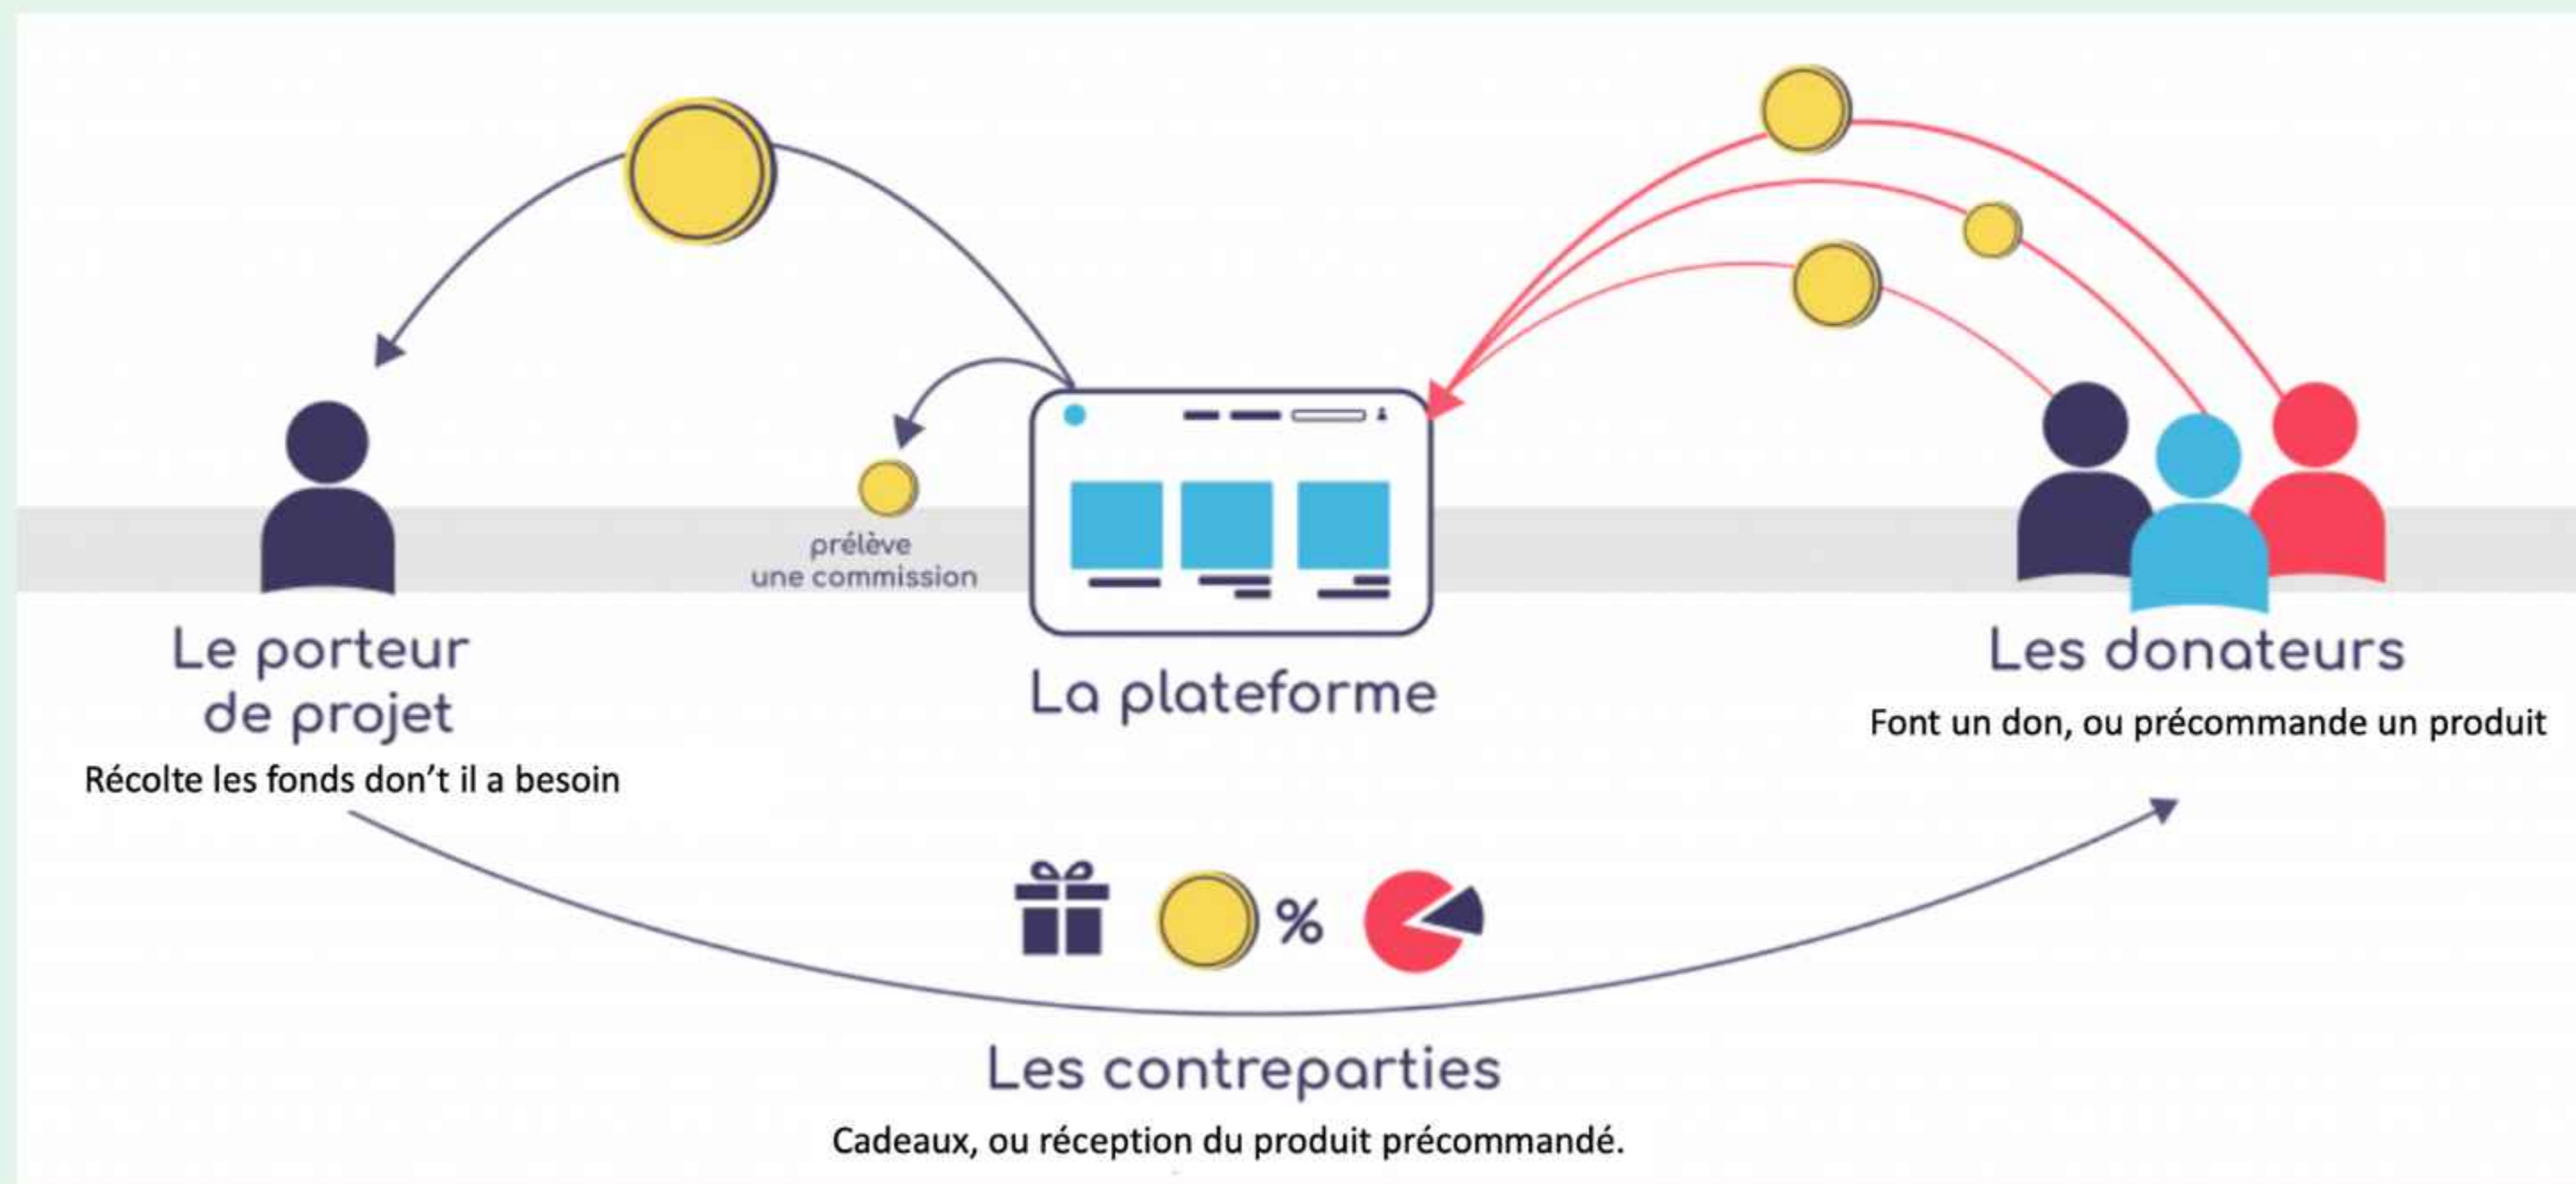 prélève
une commission
Le porteur
de projet
Récolte les fonds don’t il a besoin
La plateforme
Les donateurs
Font un don, ou précommande un produit
%
Les contreparties
Cadeaux, ou réception du produit précommandé.